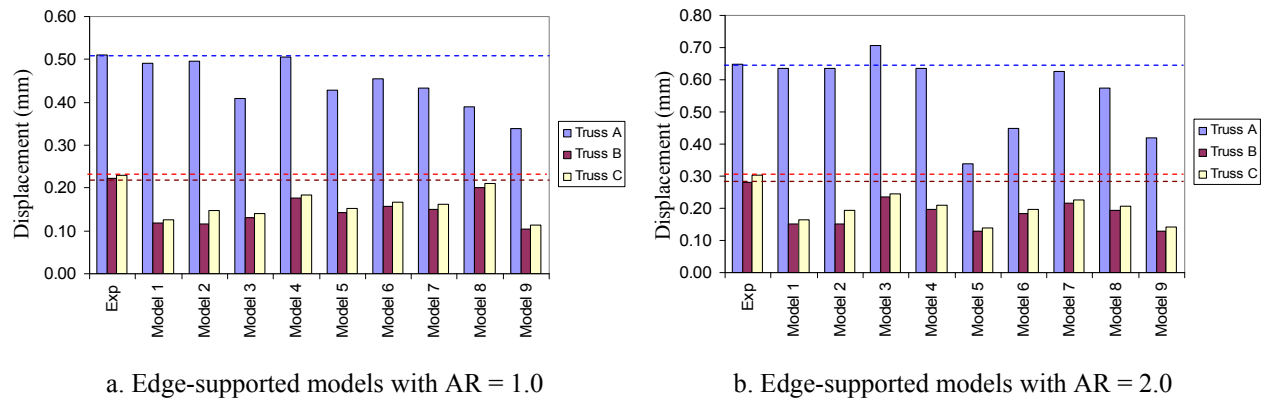 0.60
0.50
0.40
0.30
0.20
0.10
0.00
Displacement (mm)
Exp
Model 1
Model 2
Model 3
Model 4
Model 5
Model 6
Model 7
Model 8
Model 9
Truss A
Truss B
Truss C
a. Edge-supported models with AR = 1.0
0.80
0.70
0.60
0.50
0.40
0.30
0.20
0.10
0.00
Displacement (mm)
Exp
Model 1
Model 2
Model 3
Model 4
Model 5
Model 6
Model 7
Model 8
Model 9
Truss A
Truss B
Truss C
b. Edge-supported models with AR = 2.0